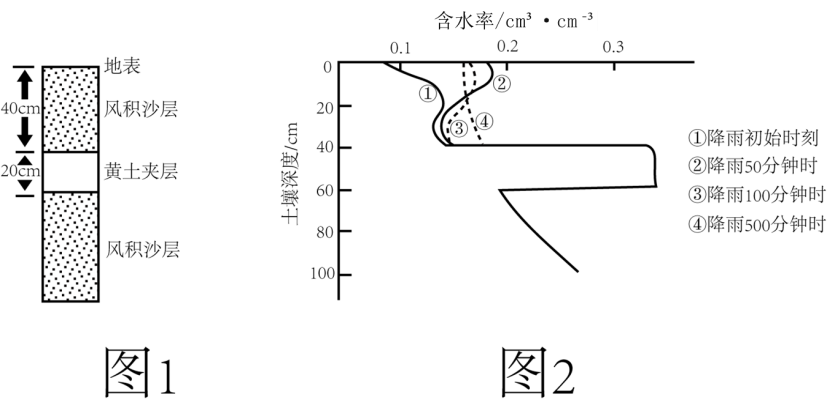 地表
40cm
风积沙层
20cm
黄土夹层
风积沙层
图1
含水率/cm³·cm⁻³
0.1 0.2 0.3
0
20
40
60
80
100
土壤深度/cm
①
②
③
④
①降雨初始时刻
②降雨50分钟时
③降雨100分钟时
④降雨500分钟时
图2